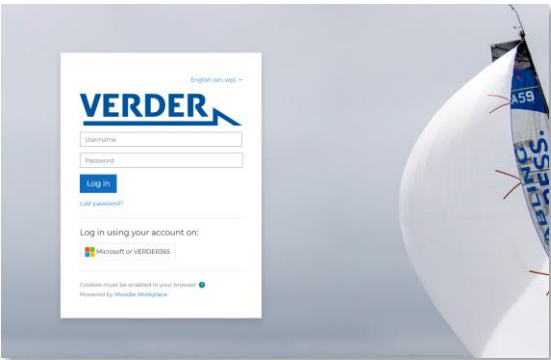 English (en_wp)
VERDER
Username
Password
Log in
Lost password?
Log in using your account on:
Microsoft or VERDER365
Cookies must be enabled in your browser
Powered by Moodle Workplace
A59